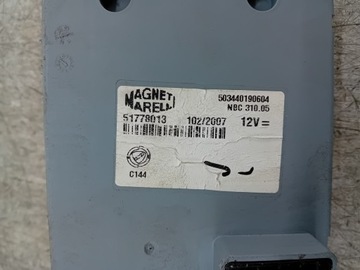 MAGNETI 503440190604
MARELLI NBC 310.05
51778013 102/2007 12V=
C144